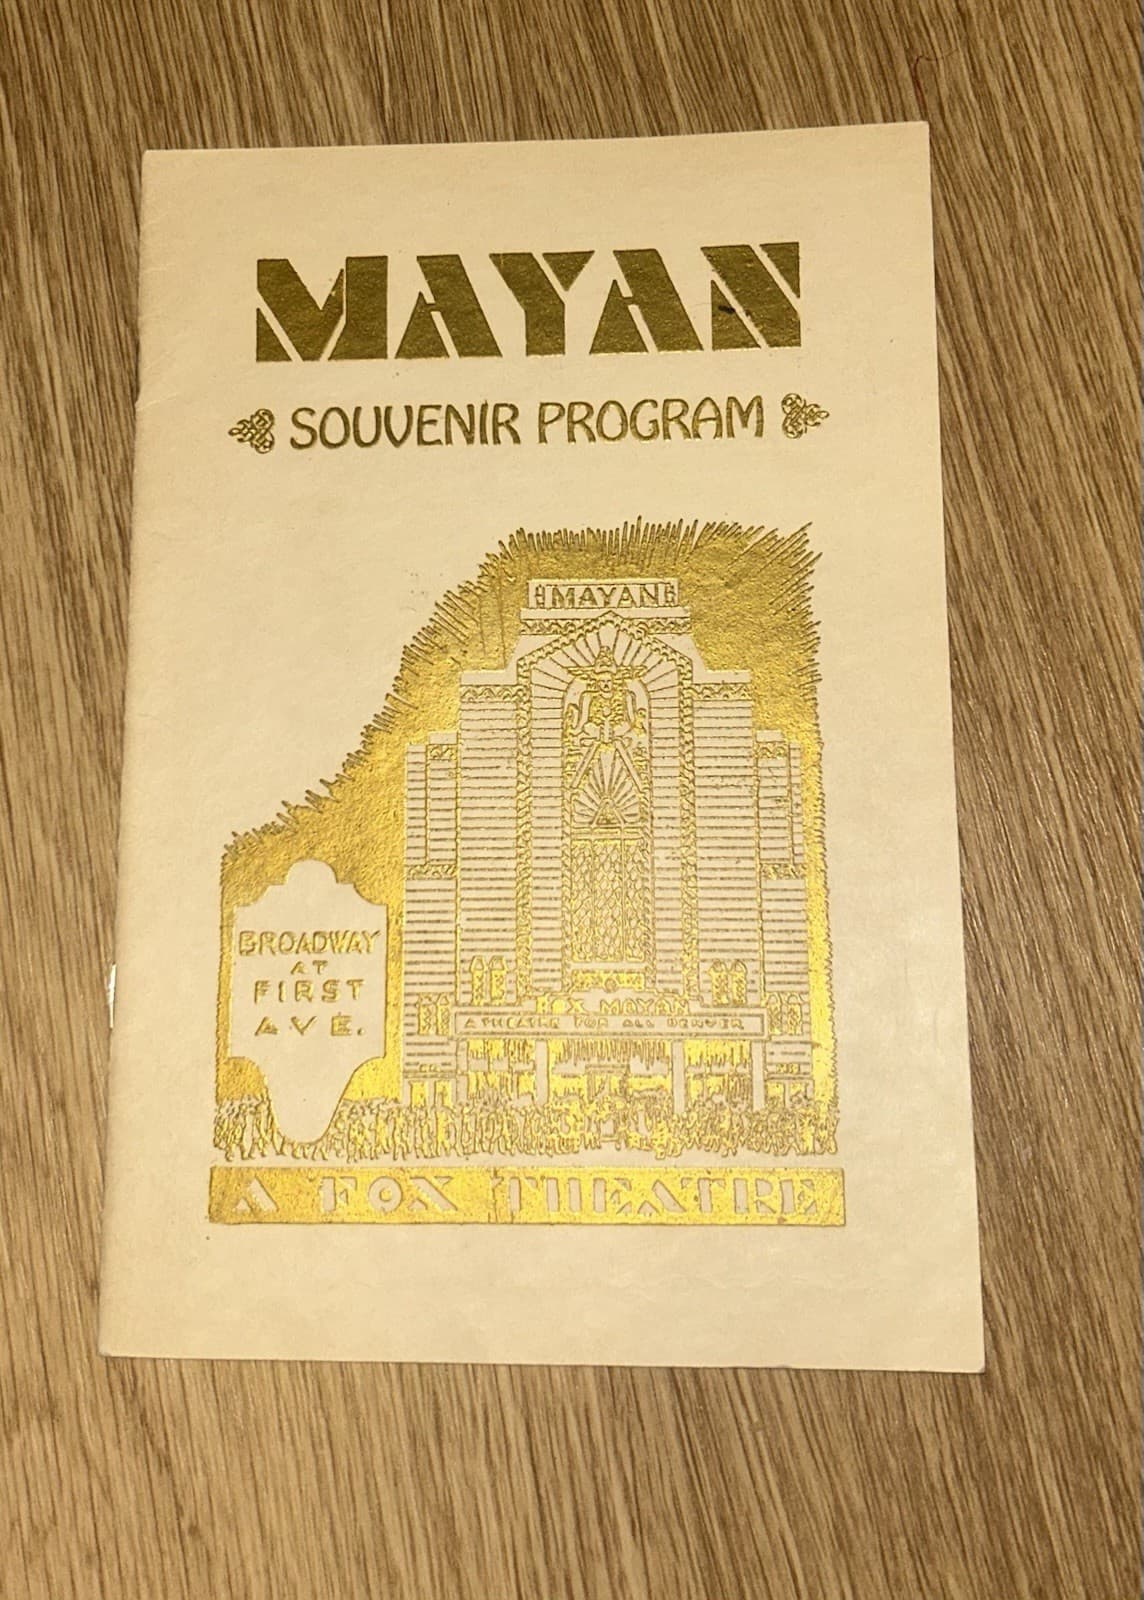 MAYAN
SOUVENIR PROGRAM
MAYAN
BROADWAY
AT
FIRST
AVE.
FOX MAYAN
A THEATRE FOR ALL DENVER
A FOX THEATRE